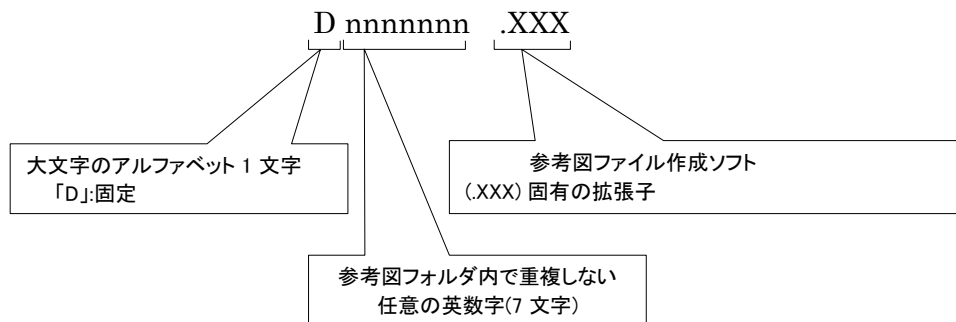 D nnnnnnn .XXX
大文字のアルファベット 1 文字
「D」:固定
参考図ファイル作成ソフト
(.XXX) 固有の拡張子
参考図フォルダ内で重複しない
任意の英数字(7 文字)